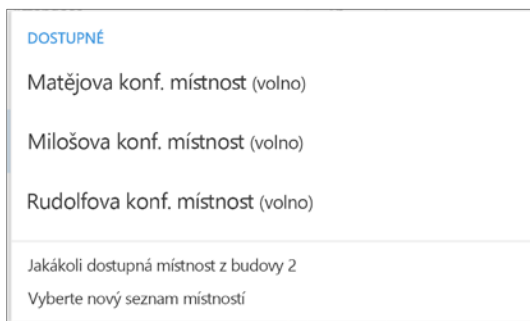 DOSTUPNÉ
Matějova konf. místnost (volno)
Milošova konf. místnost (volno)
Rudolfova konf. místnost (volno)
Jakákoli dostupná místnost z budovy 2
Vyberte nový seznam místností